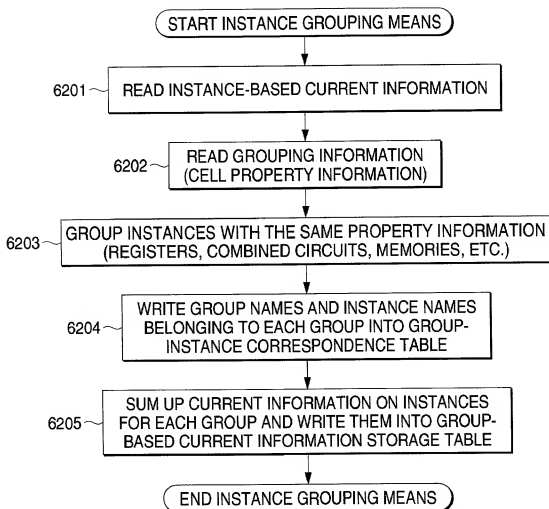 START INSTANCE GROUPING MEANS
6201
READ INSTANCE-BASED CURRENT INFORMATION
6202
READ GROUPING INFORMATION
(CELL PROPERTY INFORMATION)
6203
GROUP INSTANCES WITH THE SAME PROPERTY INFORMATION
(REGISTERS, COMBINED CIRCUITS, MEMORIES, ETC.)
6204
WRITE GROUP NAMES AND INSTANCE NAMES
BELONGING TO EACH GROUP INTO GROUP-
INSTANCE CORRESPONDENCE TABLE
6205
SUM UP CURRENT INFORMATION ON INSTANCES
FOR EACH GROUP AND WRITE THEM INTO GROUP-
BASED CURRENT INFORMATION STORAGE TABLE
END INSTANCE GROUPING MEANS